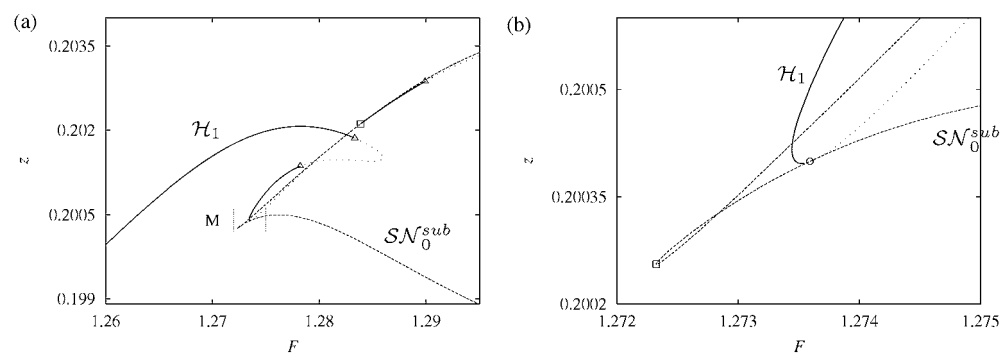 (a)
0.2035
0.202
0.2005
0.199
z
1.26
1.27
1.28
1.29
F
H₁
M
SN₀ˢᵘᵇ
(b)
0.2005
0.20035
0.2002
z
1.272
1.273
1.274
1.275
F
H₁
SN₀ˢᵘᵇ